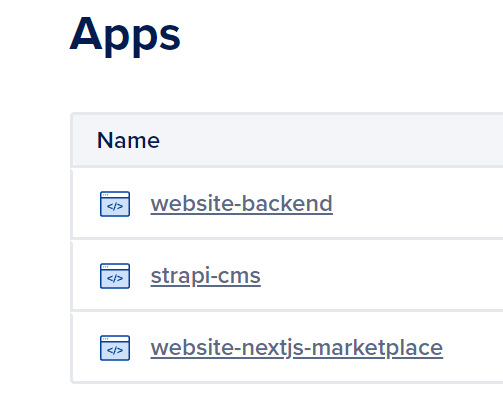 Apps
Name
website-backend
strapi-cms
website-nextjs-marketplace